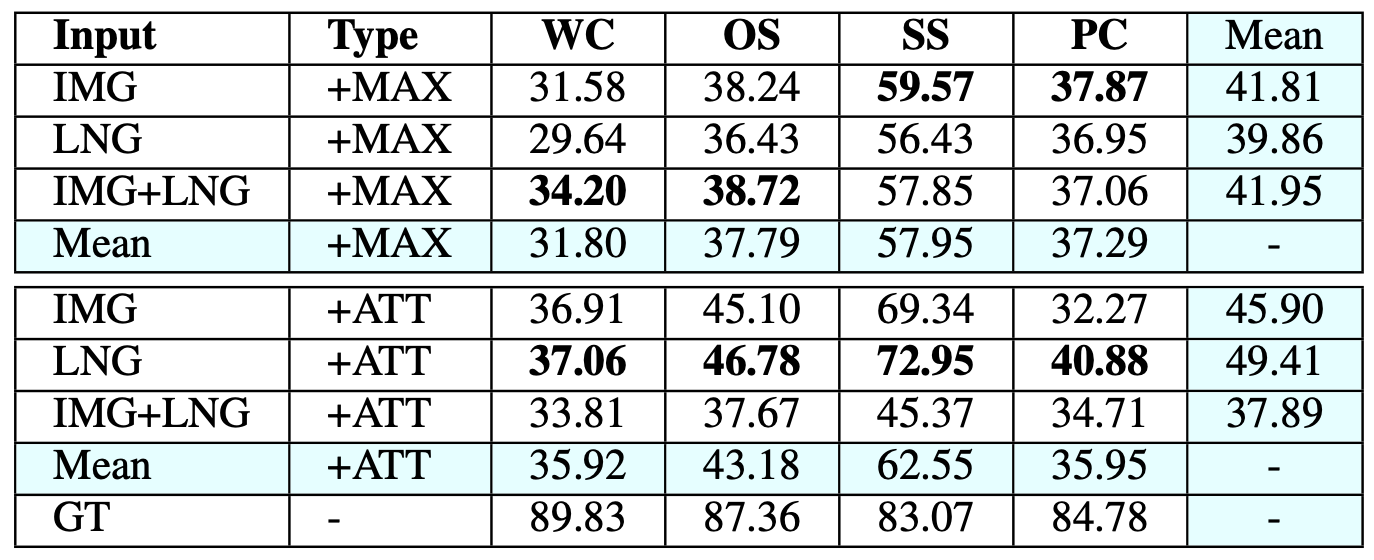 Input Type WC OS SS PC Mean
IMG +MAX 31.58 38.24 59.57 37.87 41.81
LNG +MAX 29.64 36.43 56.43 36.95 39.86
IMG+LNG +MAX 34.20 38.72 57.85 37.06 41.95
Mean +MAX 31.80 37.79 57.95 37.29 -
IMG +ATT 36.91 45.10 69.34 32.27 45.90
LNG +ATT 37.06 46.78 72.95 40.88 49.41
IMG+LNG +ATT 33.81 37.67 45.37 34.71 37.89
Mean +ATT 35.92 43.18 62.55 35.95 -
GT - 89.83 87.36 83.07 84.78 -